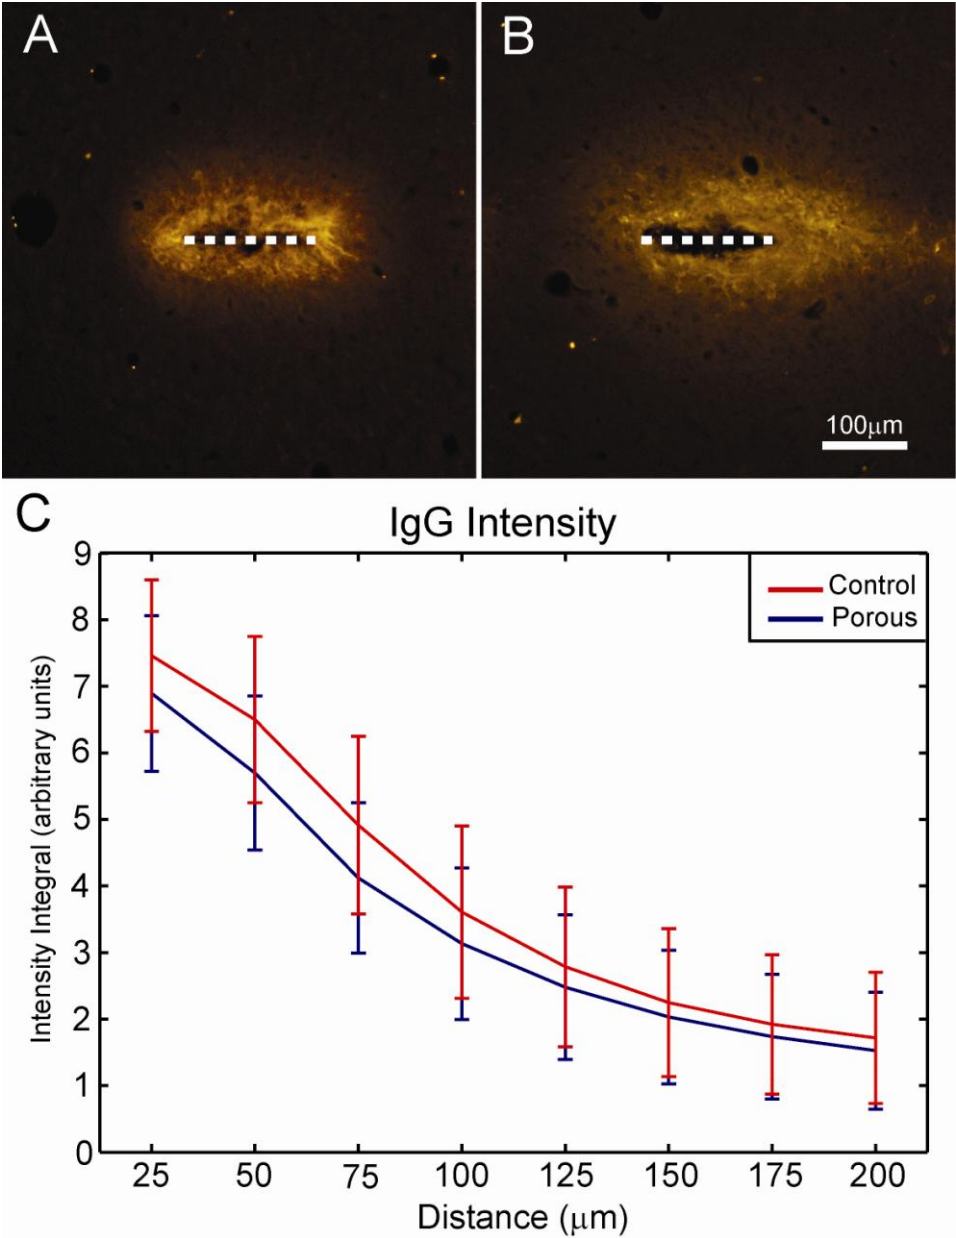 A
B
100μm
C
IgG Intensity
9
8
7
6
5
4
3
2
1
0
Control
Porous
Intensity Integral (arbitrary units)
25 50 75 100 125 150 175 200
Distance (μm)